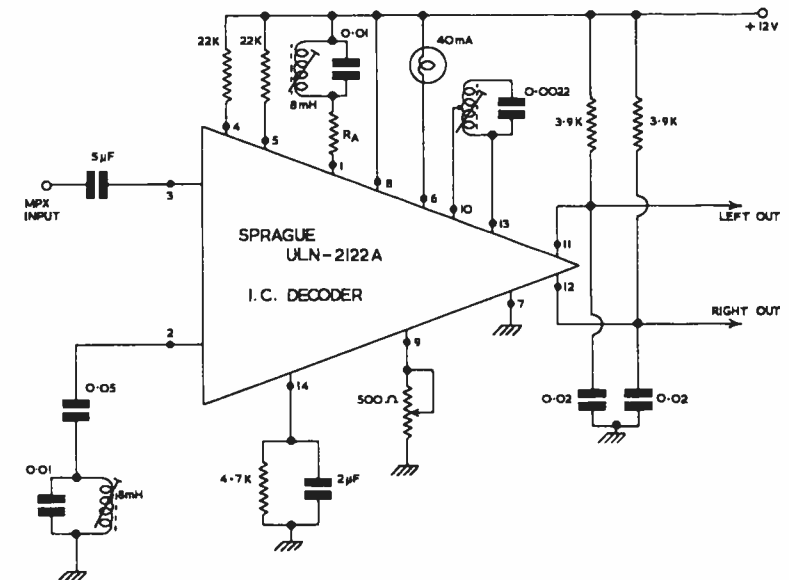 +12V
22K
22K
0·01
40mA
8mH
0·0022
3·9K
3·9K
RA
4
5
1
8
6
10
13
5μF
MPX
INPUT
3
SPRAGUE
ULN-2122A
I.C. DECODER
11
LEFT OUT
12
7
RIGHT OUT
2
9
14
0·05
500Ω
0·02
0·02
0·01
8mH
4·7K
2μF